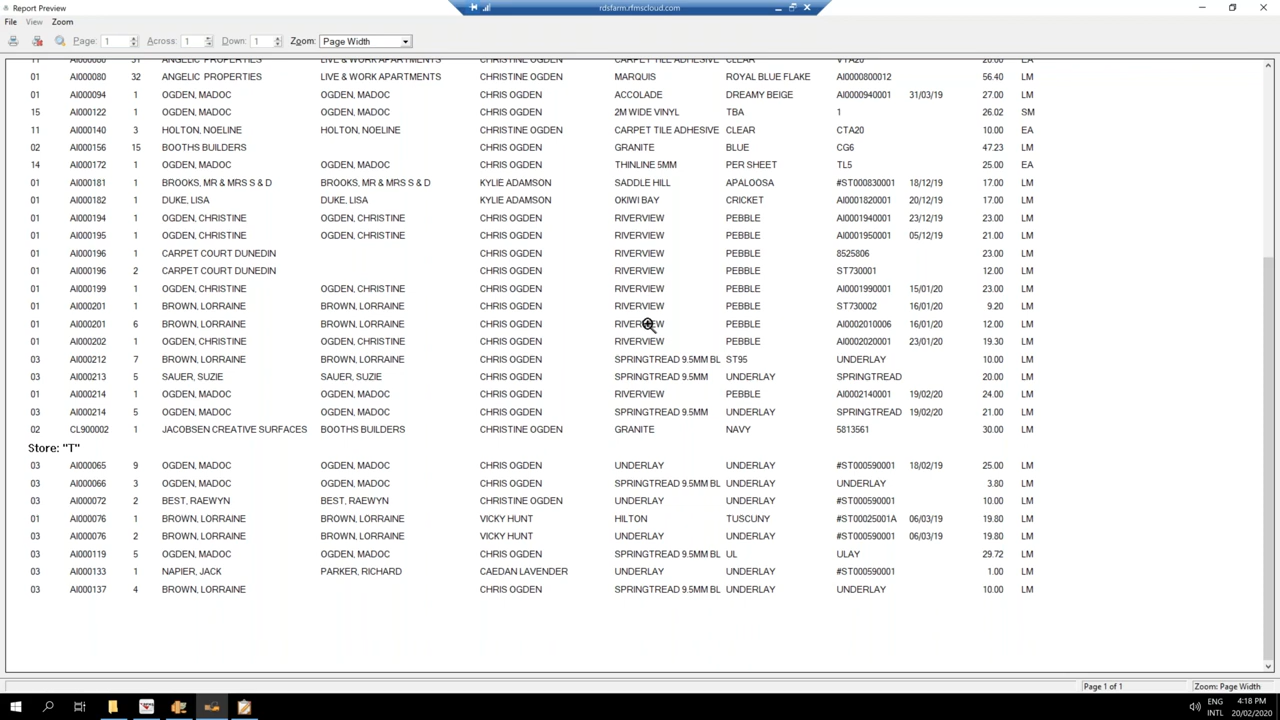 Report Preview
rdsfarm.rfmscloud.com
File View Zoom
Page: 1 Across: 1 Down: 1 Zoom: Page Width
11 AI000080 31 ANGELIC PROPERTIES LIVE & WORK APARTMENTS CHRISTINE OGDEN CARPET TILE ADHESIVE CLEAR VTA20 20.00 EA
01 AI000080 32 ANGELIC PROPERTIES LIVE & WORK APARTMENTS CHRISTINE OGDEN MARQUIS ROYAL BLUE FLAKE AI0000800012 56.40 LM
01 AI000094 1 OGDEN, MADOC OGDEN, MADOC CHRISTINE OGDEN ACCOLADE DREAMY BEIGE AI0000940001 31/03/19 27.00 LM
15 AI000122 1 OGDEN, MADOC OGDEN, MADOC CHRIS OGDEN 2M WIDE VINYL TBA 1 26.02 SM
11 AI000140 3 HOLTON, NOELINE HOLTON, NOELINE CHRISTINE OGDEN CARPET TILE ADHESIVE CLEAR CTA20 10.00 EA
02 AI000156 15 BOOTHS BUILDERS CHRIS OGDEN GRANITE BLUE CG6 47.23 LM
14 AI000172 1 OGDEN, MADOC OGDEN, MADOC CHRIS OGDEN THINLINE 5MM PER SHEET TL5 25.00 EA
01 AI000181 1 BROOKS, MR & MRS S & D BROOKS, MR & MRS S & D KYLIE ADAMSON SADDLE HILL APALOOSA #ST000830001 18/12/19 17.00 LM
01 AI000182 1 DUKE, LISA DUKE, LISA KYLIE ADAMSON OKIWI BAY CRICKET AI0001820001 20/12/19 17.00 LM
01 AI000194 1 OGDEN, CHRISTINE OGDEN, CHRISTINE CHRIS OGDEN RIVERVIEW PEBBLE AI0001940001 23/12/19 23.00 LM
01 AI000195 1 OGDEN, CHRISTINE OGDEN, CHRISTINE CHRIS OGDEN RIVERVIEW PEBBLE AI0001950001 05/12/19 21.00 LM
01 AI000196 1 CARPET COURT DUNEDIN CHRIS OGDEN RIVERVIEW PEBBLE 8525806 23.00 LM
01 AI000196 2 CARPET COURT DUNEDIN CHRIS OGDEN RIVERVIEW PEBBLE ST730001 12.00 LM
01 AI000199 1 OGDEN, CHRISTINE OGDEN, CHRISTINE CHRIS OGDEN RIVERVIEW PEBBLE AI0001990001 15/01/20 23.00 LM
01 AI000201 1 BROWN, LORRAINE BROWN, LORRAINE CHRIS OGDEN RIVERVIEW PEBBLE ST730002 16/01/20 9.20 LM
01 AI000201 6 BROWN, LORRAINE BROWN, LORRAINE CHRIS OGDEN RIVERVIEW PEBBLE AI0002010006 16/01/20 12.00 LM
01 AI000202 1 OGDEN, CHRISTINE OGDEN, CHRISTINE CHRIS OGDEN RIVERVIEW PEBBLE AI0002020001 23/01/20 19.30 LM
03 AI000212 7 BROWN, LORRAINE BROWN, LORRAINE CHRIS OGDEN SPRINGTREAD 9.5MM BL ST95 UNDERLAY 10.00 LM
03 AI000213 5 SAUER, SUZIE SAUER, SUZIE CHRIS OGDEN SPRINGTREAD 9.5MM UNDERLAY SPRINGTREAD 20.00 LM
01 AI000214 1 OGDEN, MADOC OGDEN, MADOC CHRIS OGDEN RIVERVIEW PEBBLE AI0002140001 19/02/20 24.00 LM
03 AI000214 5 OGDEN, MADOC OGDEN, MADOC CHRIS OGDEN SPRINGTREAD 9.5MM UNDERLAY SPRINGTREAD 19/02/20 21.00 LM
02 CL900002 1 JACOBSEN CREATIVE SURFACES BOOTHS BUILDERS CHRISTINE OGDEN GRANITE NAVY 5813561 30.00 LM
Store: "T"
03 AI000065 9 OGDEN, MADOC OGDEN, MADOC CHRIS OGDEN UNDERLAY UNDERLAY #ST000590001 18/02/19 25.00 LM
03 AI000066 3 OGDEN, MADOC OGDEN, MADOC CHRIS OGDEN SPRINGTREAD 9.5MM BL UNDERLAY UNDERLAY 3.80 LM
03 AI000072 2 BEST, RAEWYN BEST, RAEWYN CHRISTINE OGDEN UNDERLAY UNDERLAY #ST000590001 10.00 LM
01 AI000076 1 BROWN, LORRAINE BROWN, LORRAINE VICKY HUNT HILTON TUSCUNY #ST00025001A 06/03/19 19.80 LM
03 AI000076 2 BROWN, LORRAINE BROWN, LORRAINE VICKY HUNT UNDERLAY UNDERLAY #ST000590001 06/03/19 19.80 LM
03 AI000119 5 OGDEN, MADOC OGDEN, MADOC CHRIS OGDEN SPRINGTREAD 9.5MM BL UL ULAY 29.72 LM
03 AI000133 1 NAPIER, JACK PARKER, RICHARD CAEDAN LAVENDER UNDERLAY UNDERLAY #ST000590001 1.00 LM
03 AI000137 4 BROWN, LORRAINE CHRIS OGDEN SPRINGTREAD 9.5MM BL UNDERLAY UNDERLAY 10.00 LM
Page 1 of 1 Zoom: Page Width
ENG 4:18 PM
INTL 20/02/2020